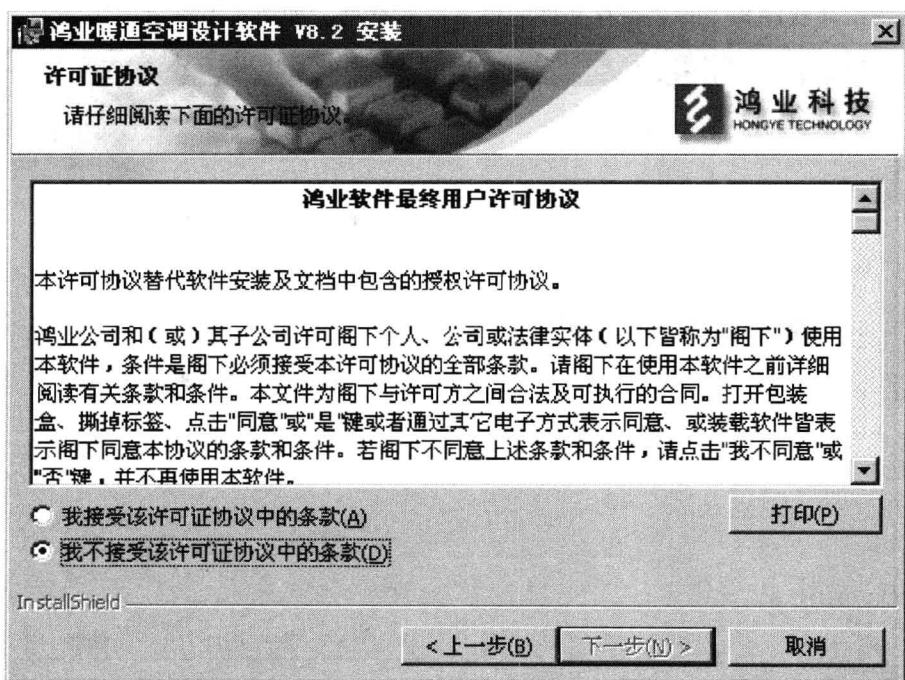 鸿业暖通空调设计软件 V8.2 安装
许可证协议
请仔细阅读下面的许可证协议。
鸿业科技
HONGYE TECHNOLOGY
鸿业软件最终用户许可协议
本许可协议替代软件安装及文档中包含的授权许可协议。
鸿业公司和(或)其子公司许可阁下个人、公司或法律实体(以下皆称为"阁下")使用
本软件,条件是阁下必须接受本许可协议的全部条款。请阁下在使用本软件之前详细
阅读有关条款和条件。本文件为阁下与许可方之间合法及可执行的合同。打开包装
盒、撕掉标签、点击"同意"或"是"键或者通过其它电子方式表示同意、或装载软件皆表
示阁下同意本协议的条款和条件。若阁下不同意上述条款和条件,请点击"我不同意"或
"否"键,并不再使用本软件。
我接受该许可证协议中的条款(A)
打印(P)
我不接受该许可证协议中的条款(D)
InstallShield
<上一步(B)
下一步(N)>
取消